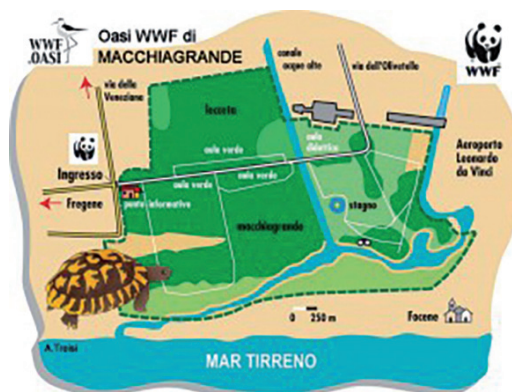 WWF
OASI
Oasi WWF di
MACCHIAGRANDE
WWF
canale
acque alte
via dell'Olivetello
via della
Veneziana
lecceta
aula
didattica
Aeroporto
Leonardo
da Vinci
Ingresso
aula verde
aula verde
aula verde
Fregene
punto informativo
stagno
macchiagrande
0 250 m
Focene
A.Troisi
MAR TIRRENO